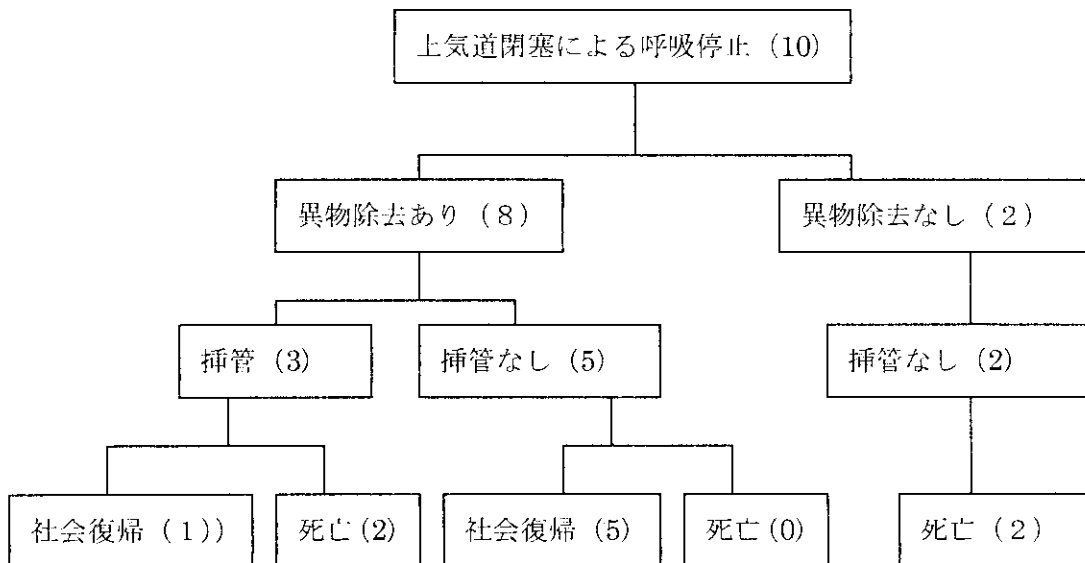 上気道閉塞による呼吸停止（10）
異物除去あり（8）
異物除去なし（2）
挿管（3）
挿管なし（5）
挿管なし（2）
社会復帰（1））
死亡(2)
社会復帰（5）
死亡(0)
死亡（2）